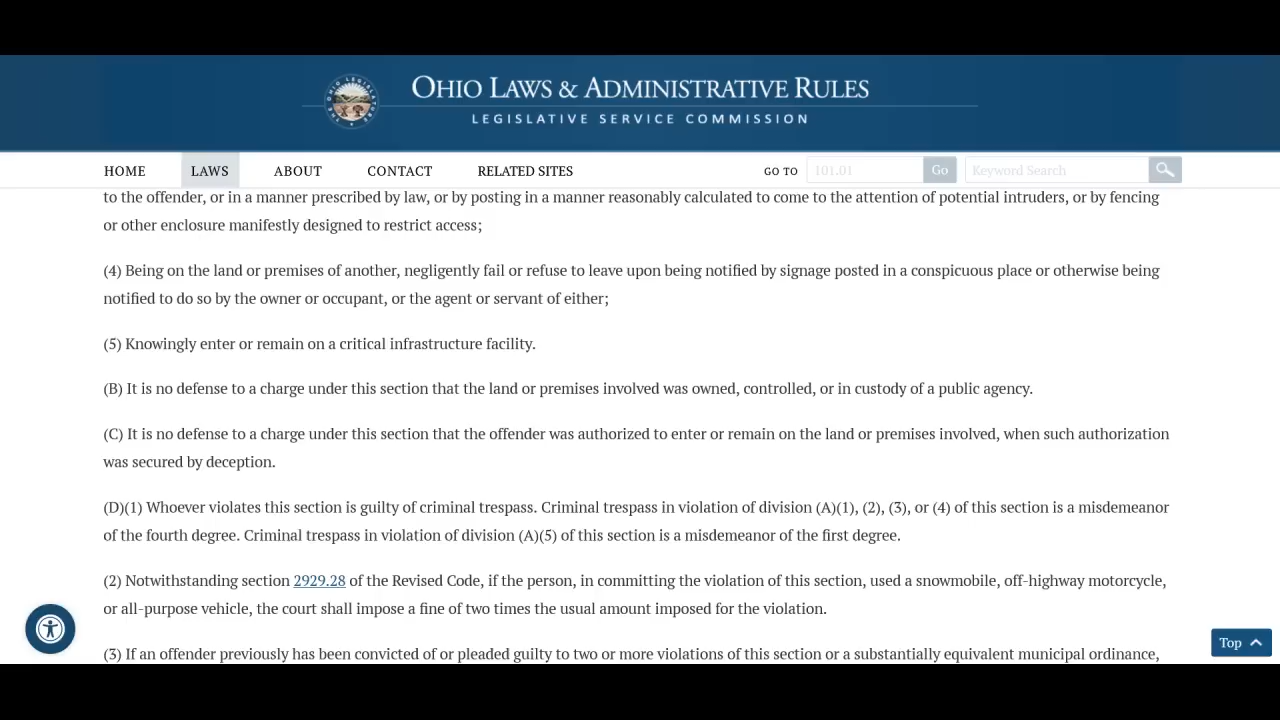 OHIO LAWS & ADMINISTRATIVE RULES
LEGISLATIVE SERVICE COMMISSION
HOME LAWS ABOUT CONTACT RELATED SITES GO TO 101.01 Go Keyword Search
to the offender, or in a manner prescribed by law, or by posting in a manner reasonably calculated to come to the attention of potential intruders, or by fencing
or other enclosure manifestly designed to restrict access;
(4) Being on the land or premises of another, negligently fail or refuse to leave upon being notified by signage posted in a conspicuous place or otherwise being
notified to do so by the owner or occupant, or the agent or servant of either;
(5) Knowingly enter or remain on a critical infrastructure facility.
(B) It is no defense to a charge under this section that the land or premises involved was owned, controlled, or in custody of a public agency.
(C) It is no defense to a charge under this section that the offender was authorized to enter or remain on the land or premises involved, when such authorization
was secured by deception.
(D)(1) Whoever violates this section is guilty of criminal trespass. Criminal trespass in violation of division (A)(1), (2), (3), or (4) of this section is a misdemeanor
of the fourth degree. Criminal trespass in violation of division (A)(5) of this section is a misdemeanor of the first degree.
(2) Notwithstanding section 2929.28 of the Revised Code, if the person, in committing the violation of this section, used a snowmobile, off-highway motorcycle,
or all-purpose vehicle, the court shall impose a fine of two times the usual amount imposed for the violation.
Top
(3) If an offender previously has been convicted of or pleaded guilty to two or more violations of this section or a substantially equivalent municipal ordinance,